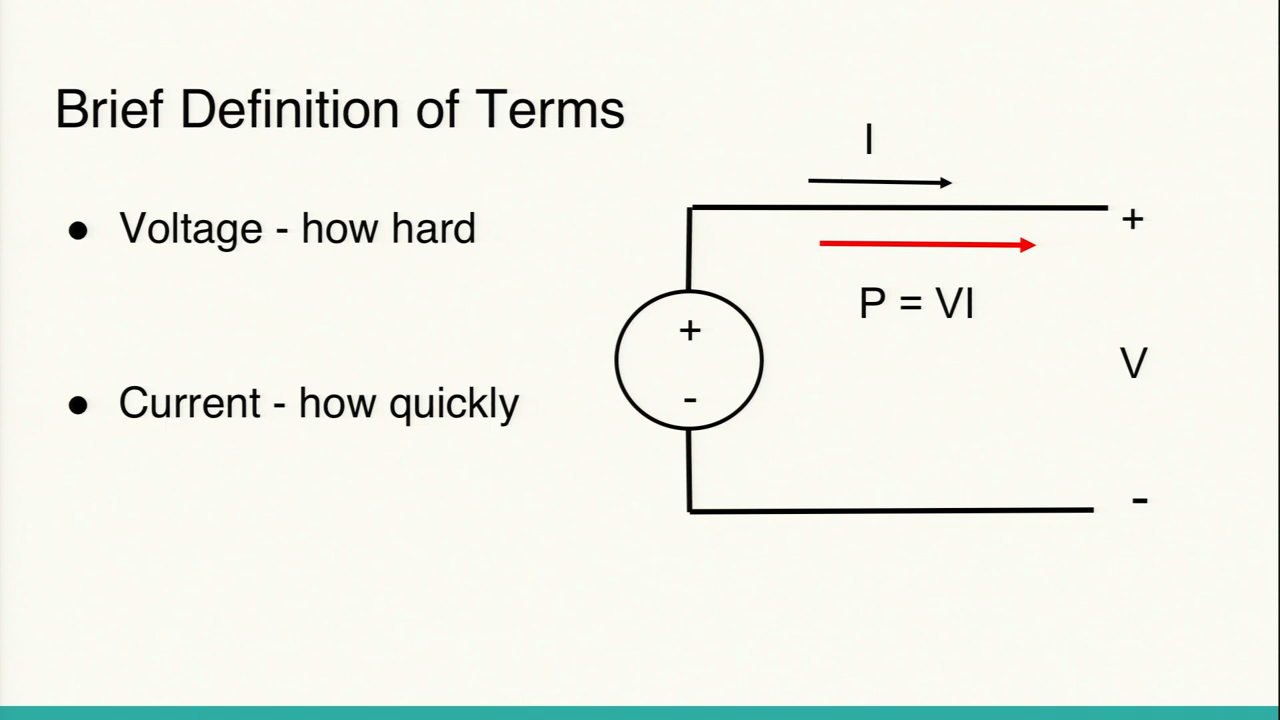 Brief Definition of Terms
● Voltage - how hard
● Current - how quickly
I
+
P = VI
+
-
V
-